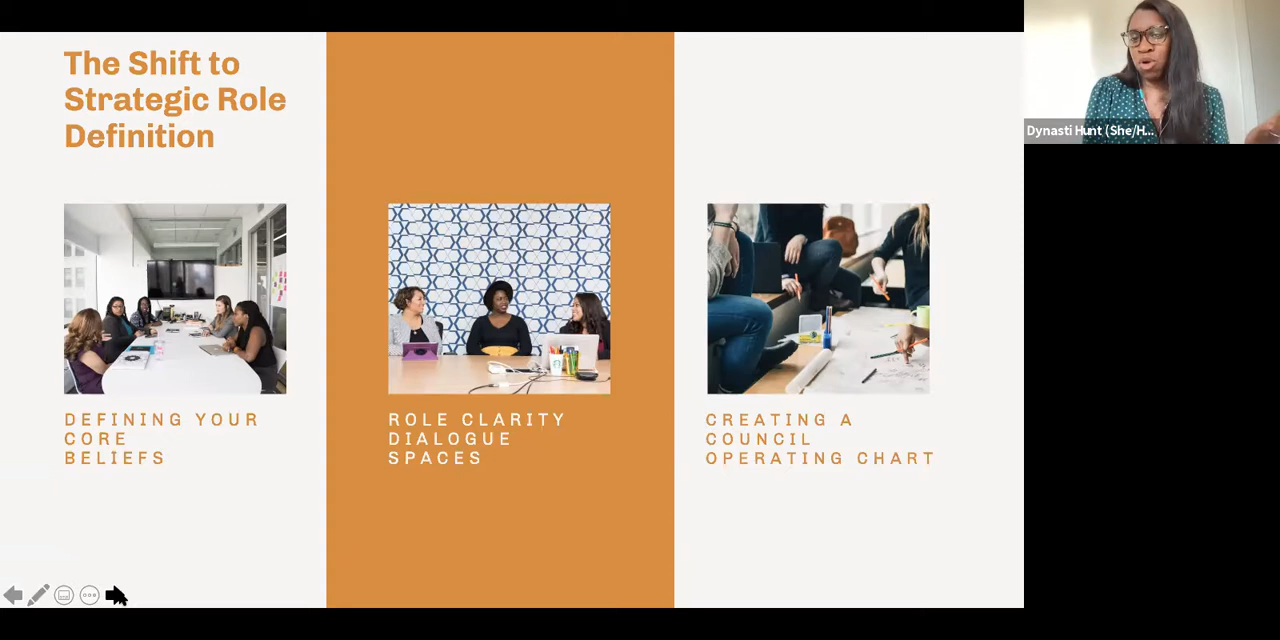 The Shift to
Strategic Role
Definition
DEFINING YOUR
CORE
BELIEFS
ROLE CLARITY
DIALOGUE
SPACES
CREATING A
COUNCIL
OPERATING CHART
Dynasti Hunt (She/H...